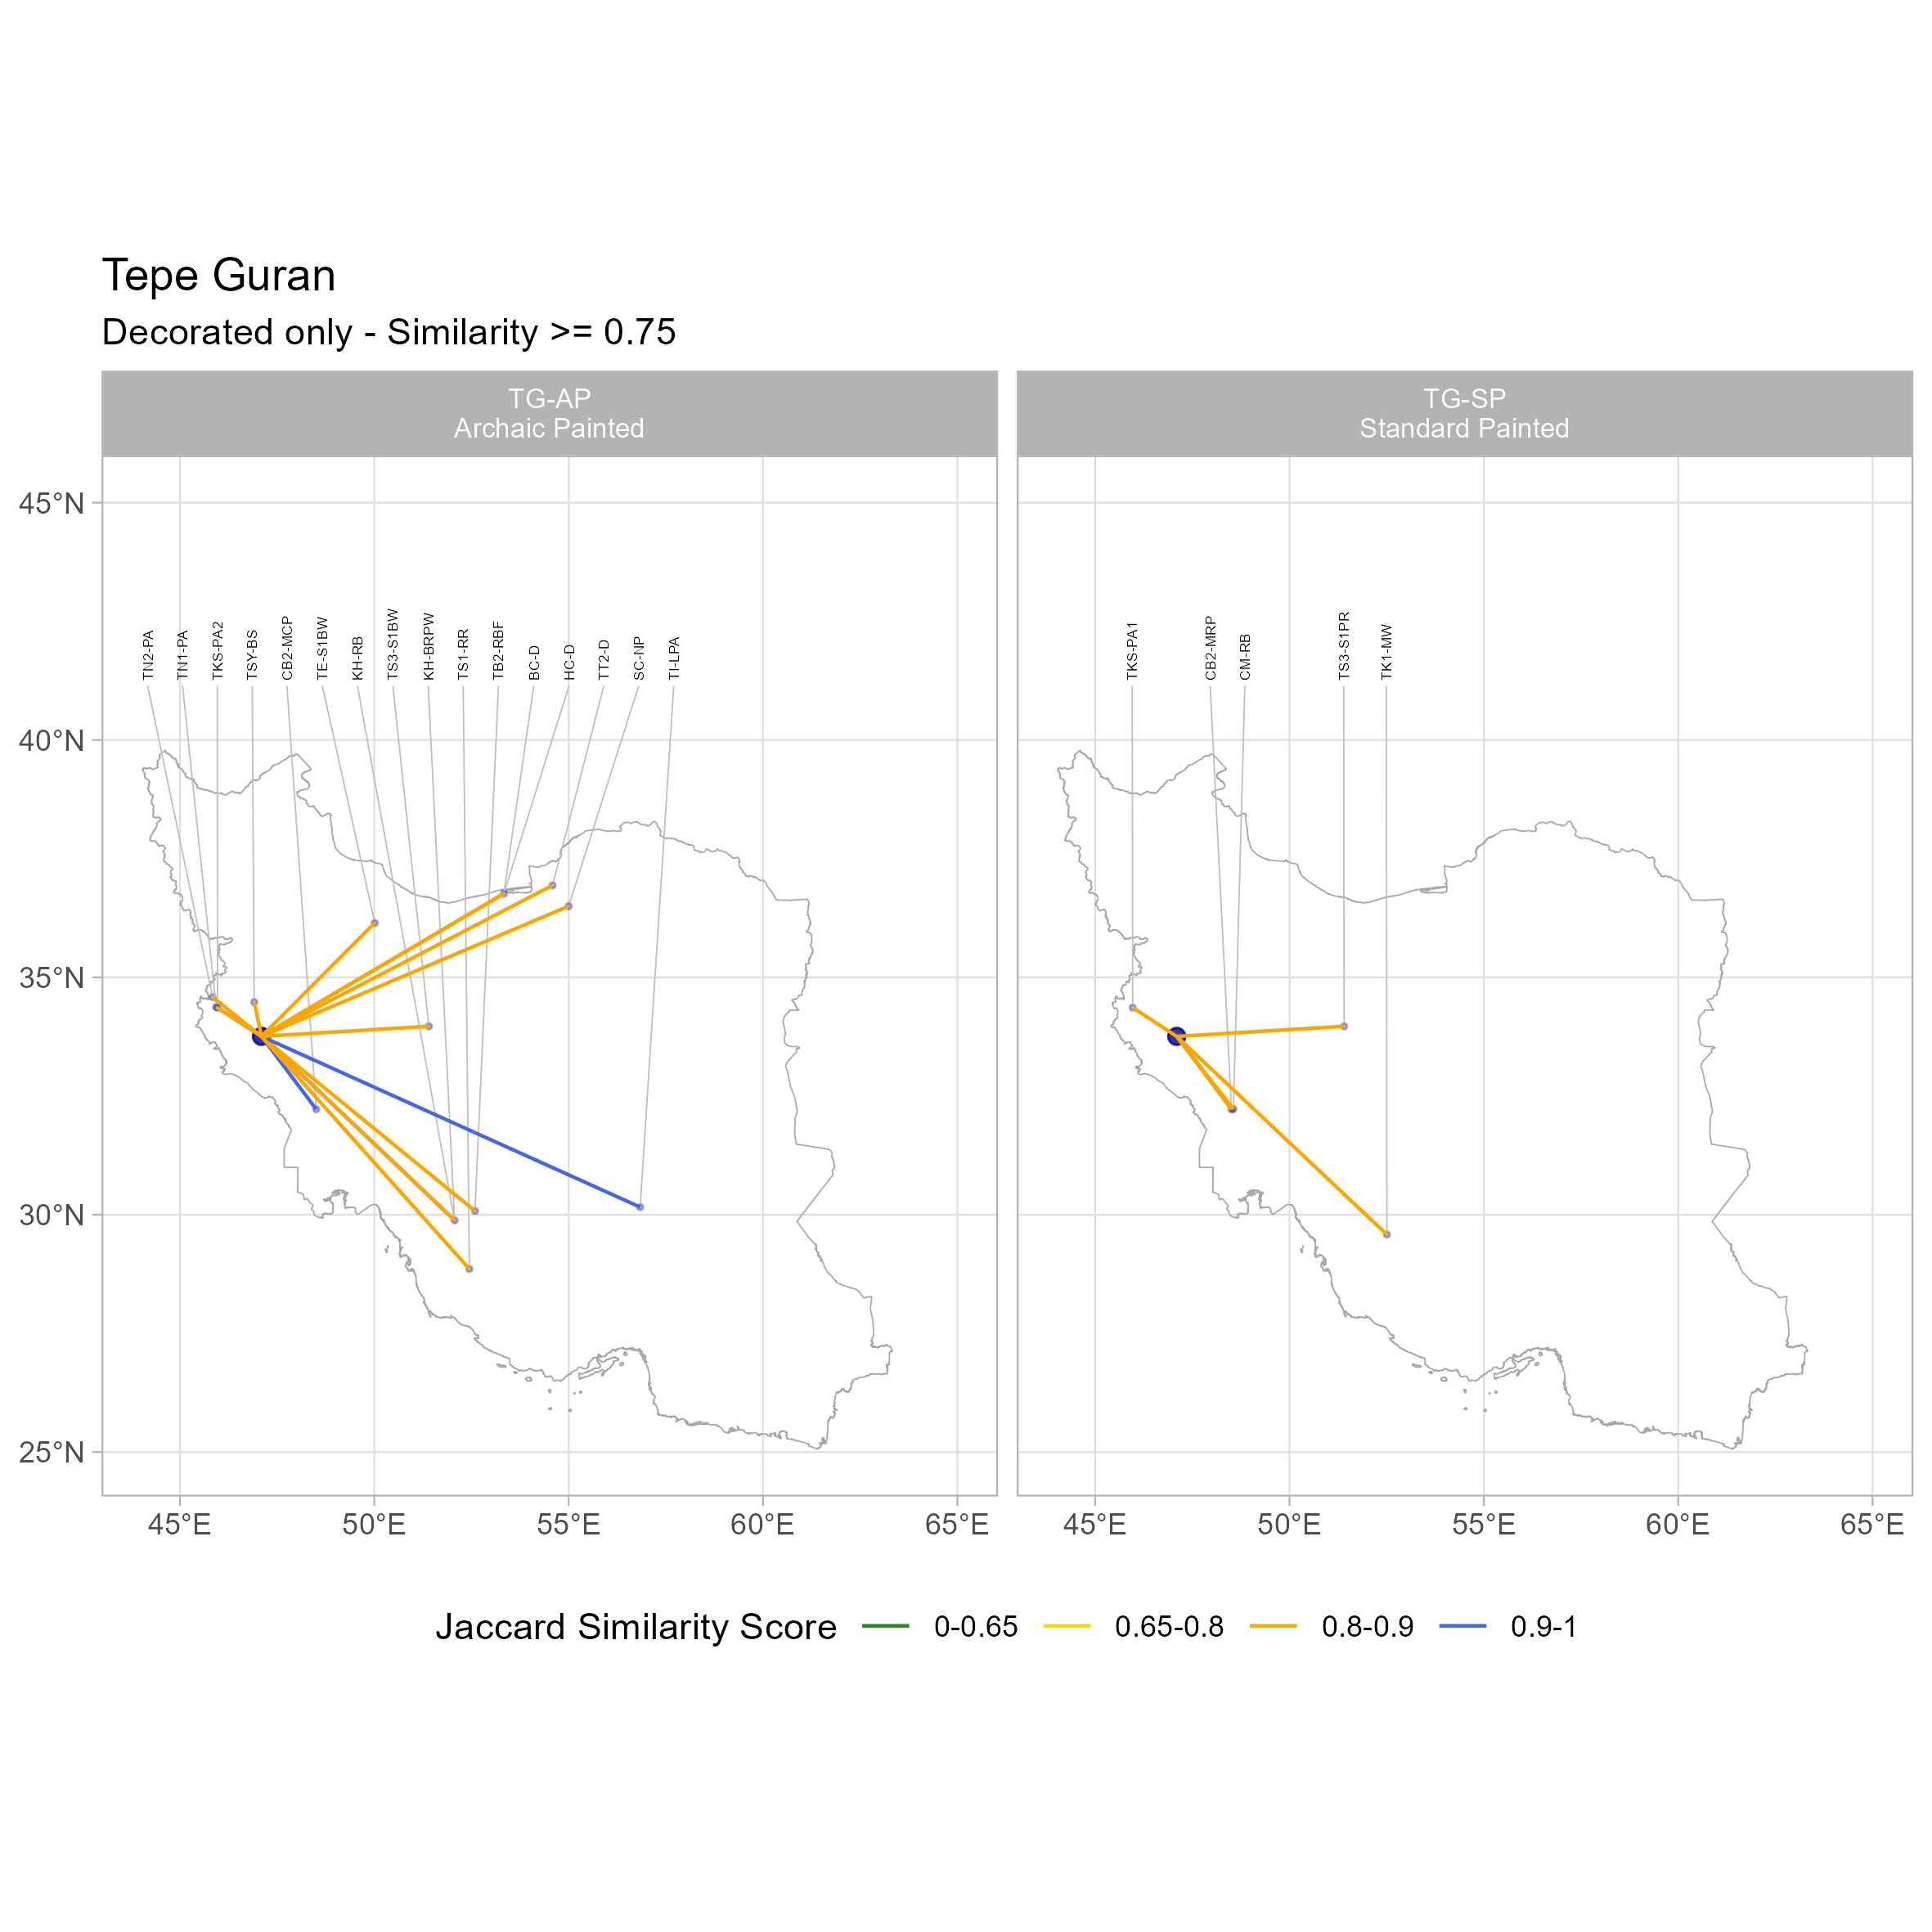 Tepe Guran
Decorated only - Similarity >= 0.75
TG-AP
Archaic Painted
TG-SP
Standard Painted
45°N
40°N
35°N
30°N
25°N
TN2-PA
TN1-PA
TKS-PA2
TSY-BS
CB2-MCP
TE-S1BW
KH-RB
TS3-S1BW
KH-BRPW
TS1-RR
TB2-RBF
BC-D
HC-D
TT2-D
SC-NP
TI-LPA
TKS-PA1
CB2-MRP
CM-RB
TS3-S1PR
TK1-MW
45°E 50°E 55°E 60°E 65°E
45°E 50°E 55°E 60°E 65°E
Jaccard Similarity Score 0-0.65 0.65-0.8 0.8-0.9 0.9-1